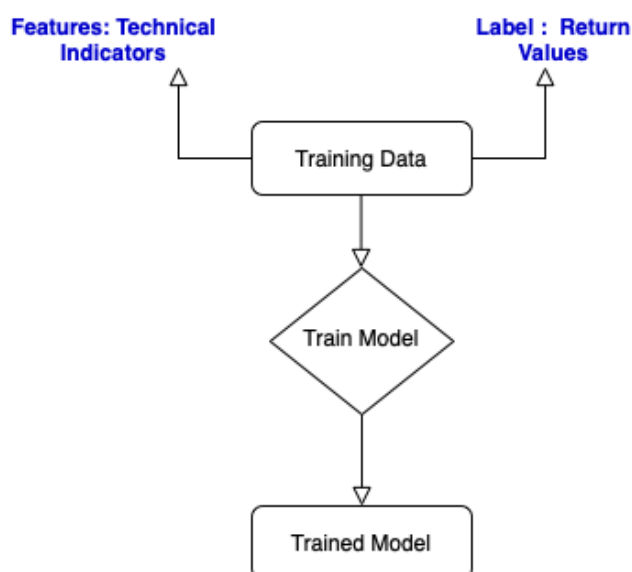 Features: Technical
Indicators
Label : Return
Values
Training Data
Train Model
Trained Model